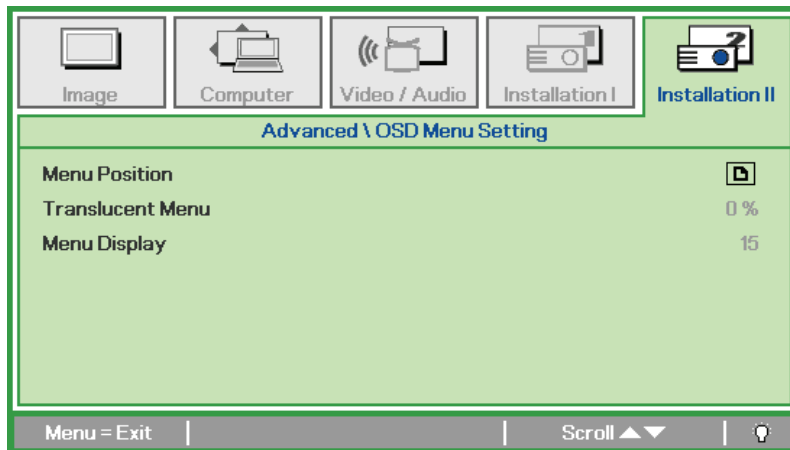 Image
Computer
Video / Audio
Installation I
Installation II
Advanced \ OSD Menu Setting
Menu Position
Translucent Menu 0 %
Menu Display 15
Menu = Exit Scroll ▲▼